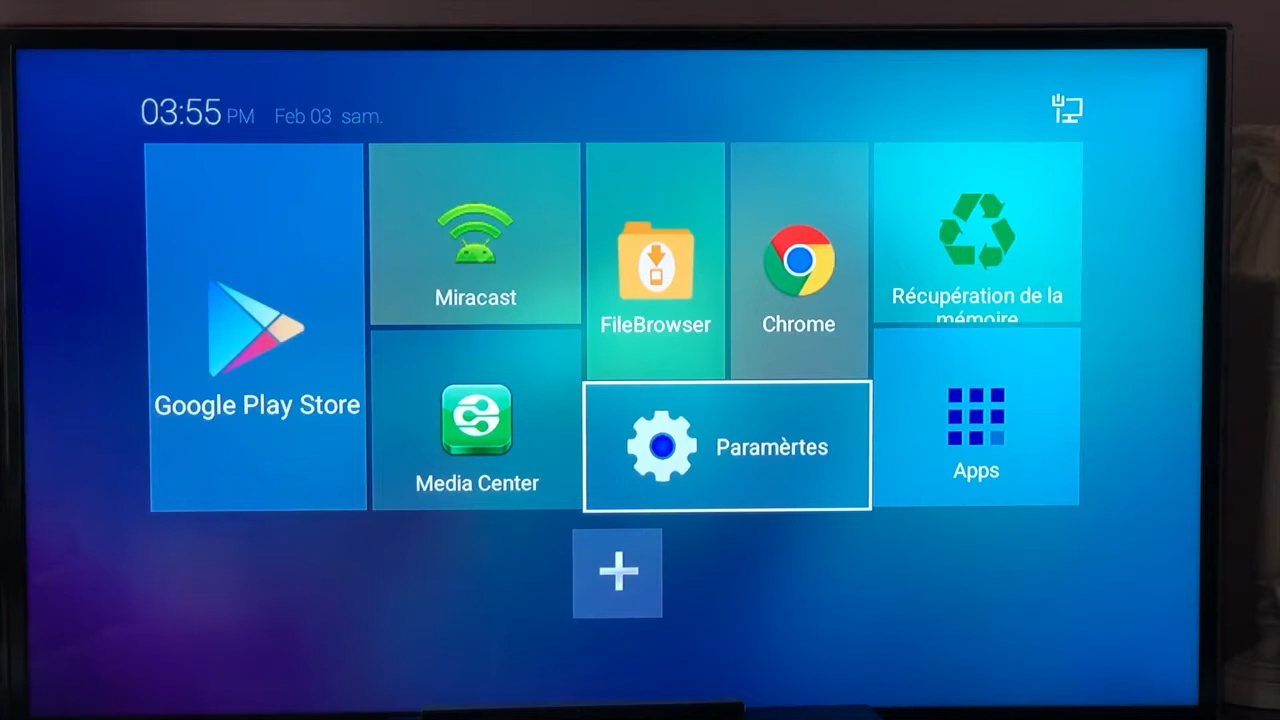 03:55 PM Feb 03 sam.
Google Play Store
Miracast
Media Center
FileBrowser
Chrome
Paramèrtes
Récupération de la
mémoire
Apps